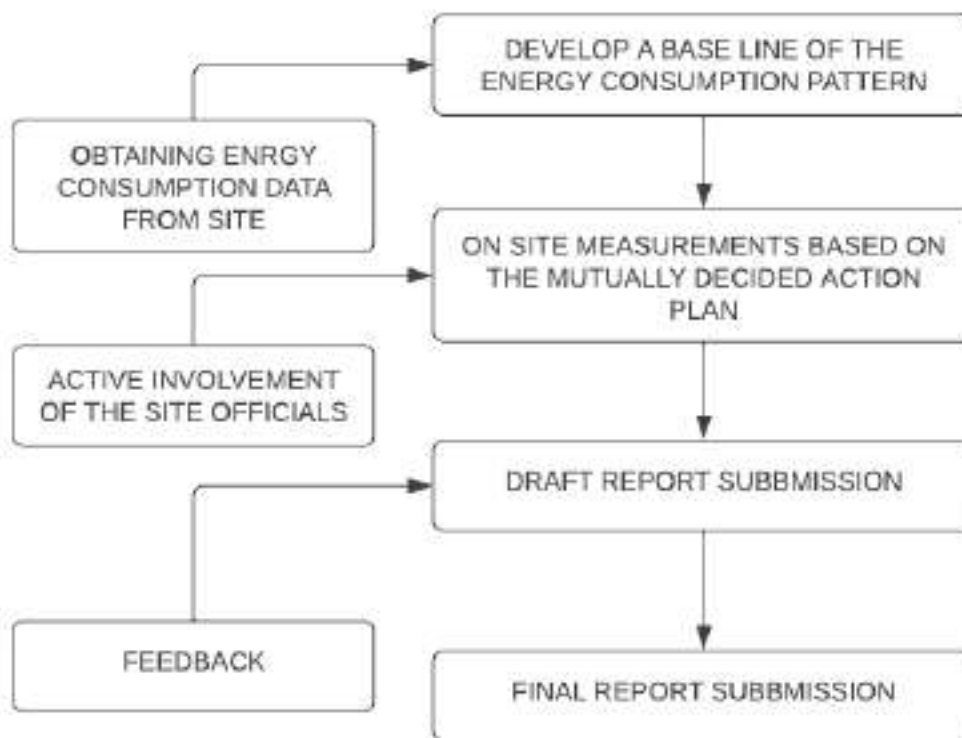 DEVELOP A BASE LINE OF THE
ENERGY CONSUMPTION PATTERN
OBTAINING ENRGY
CONSUMPTION DATA
FROM SITE
ON SITE MEASUREMENTS BASED ON
THE MUTUALLY DECIDED ACTION
PLAN
ACTIVE INVOLVEMENT
OF THE SITE OFFICIALS
DRAFT REPORT SUBBMISSION
FEEDBACK
FINAL REPORT SUBBMISSION